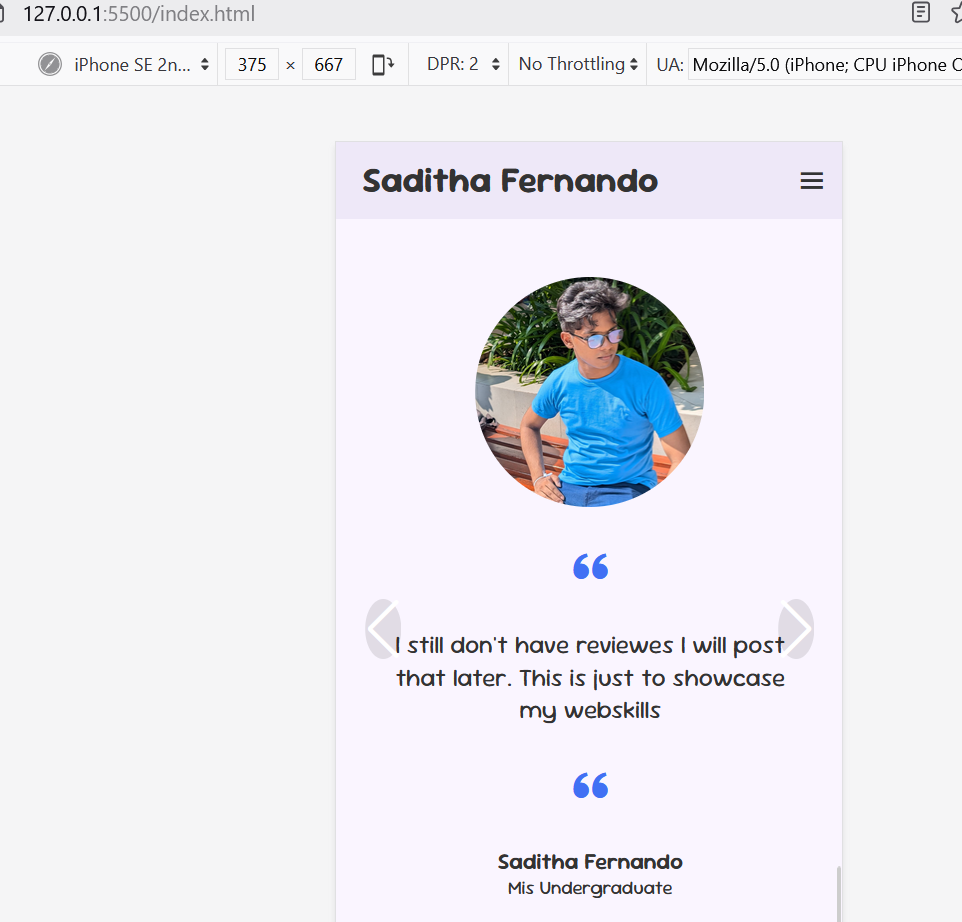 127.0.0.1:5500/index.html
iPhone SE 2n... 375 × 667 DPR: 2 No Throttling UA: Mozilla/5.0 (iPhone; CPU iPhone O
Saditha Fernando
❝
I still don't have reviewes I will post
that later. This is just to showcase
my webskills
❝
Saditha Fernando
Mis Undergraduate